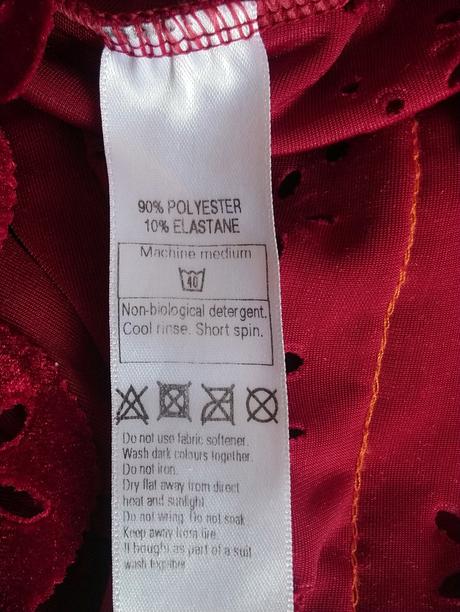 90% POLYESTER
10% ELASTANE
Machine medium
40
Non-biological detergent.
Cool rinse. Short spin.
Do not use fabric softener.
Wash dark colours together.
Do not iron.
Dry flat away from direct
heat and sunlight.
Do not wring. Do not soak.
Keep away from fire.
If bought as part of a suit
wash together.